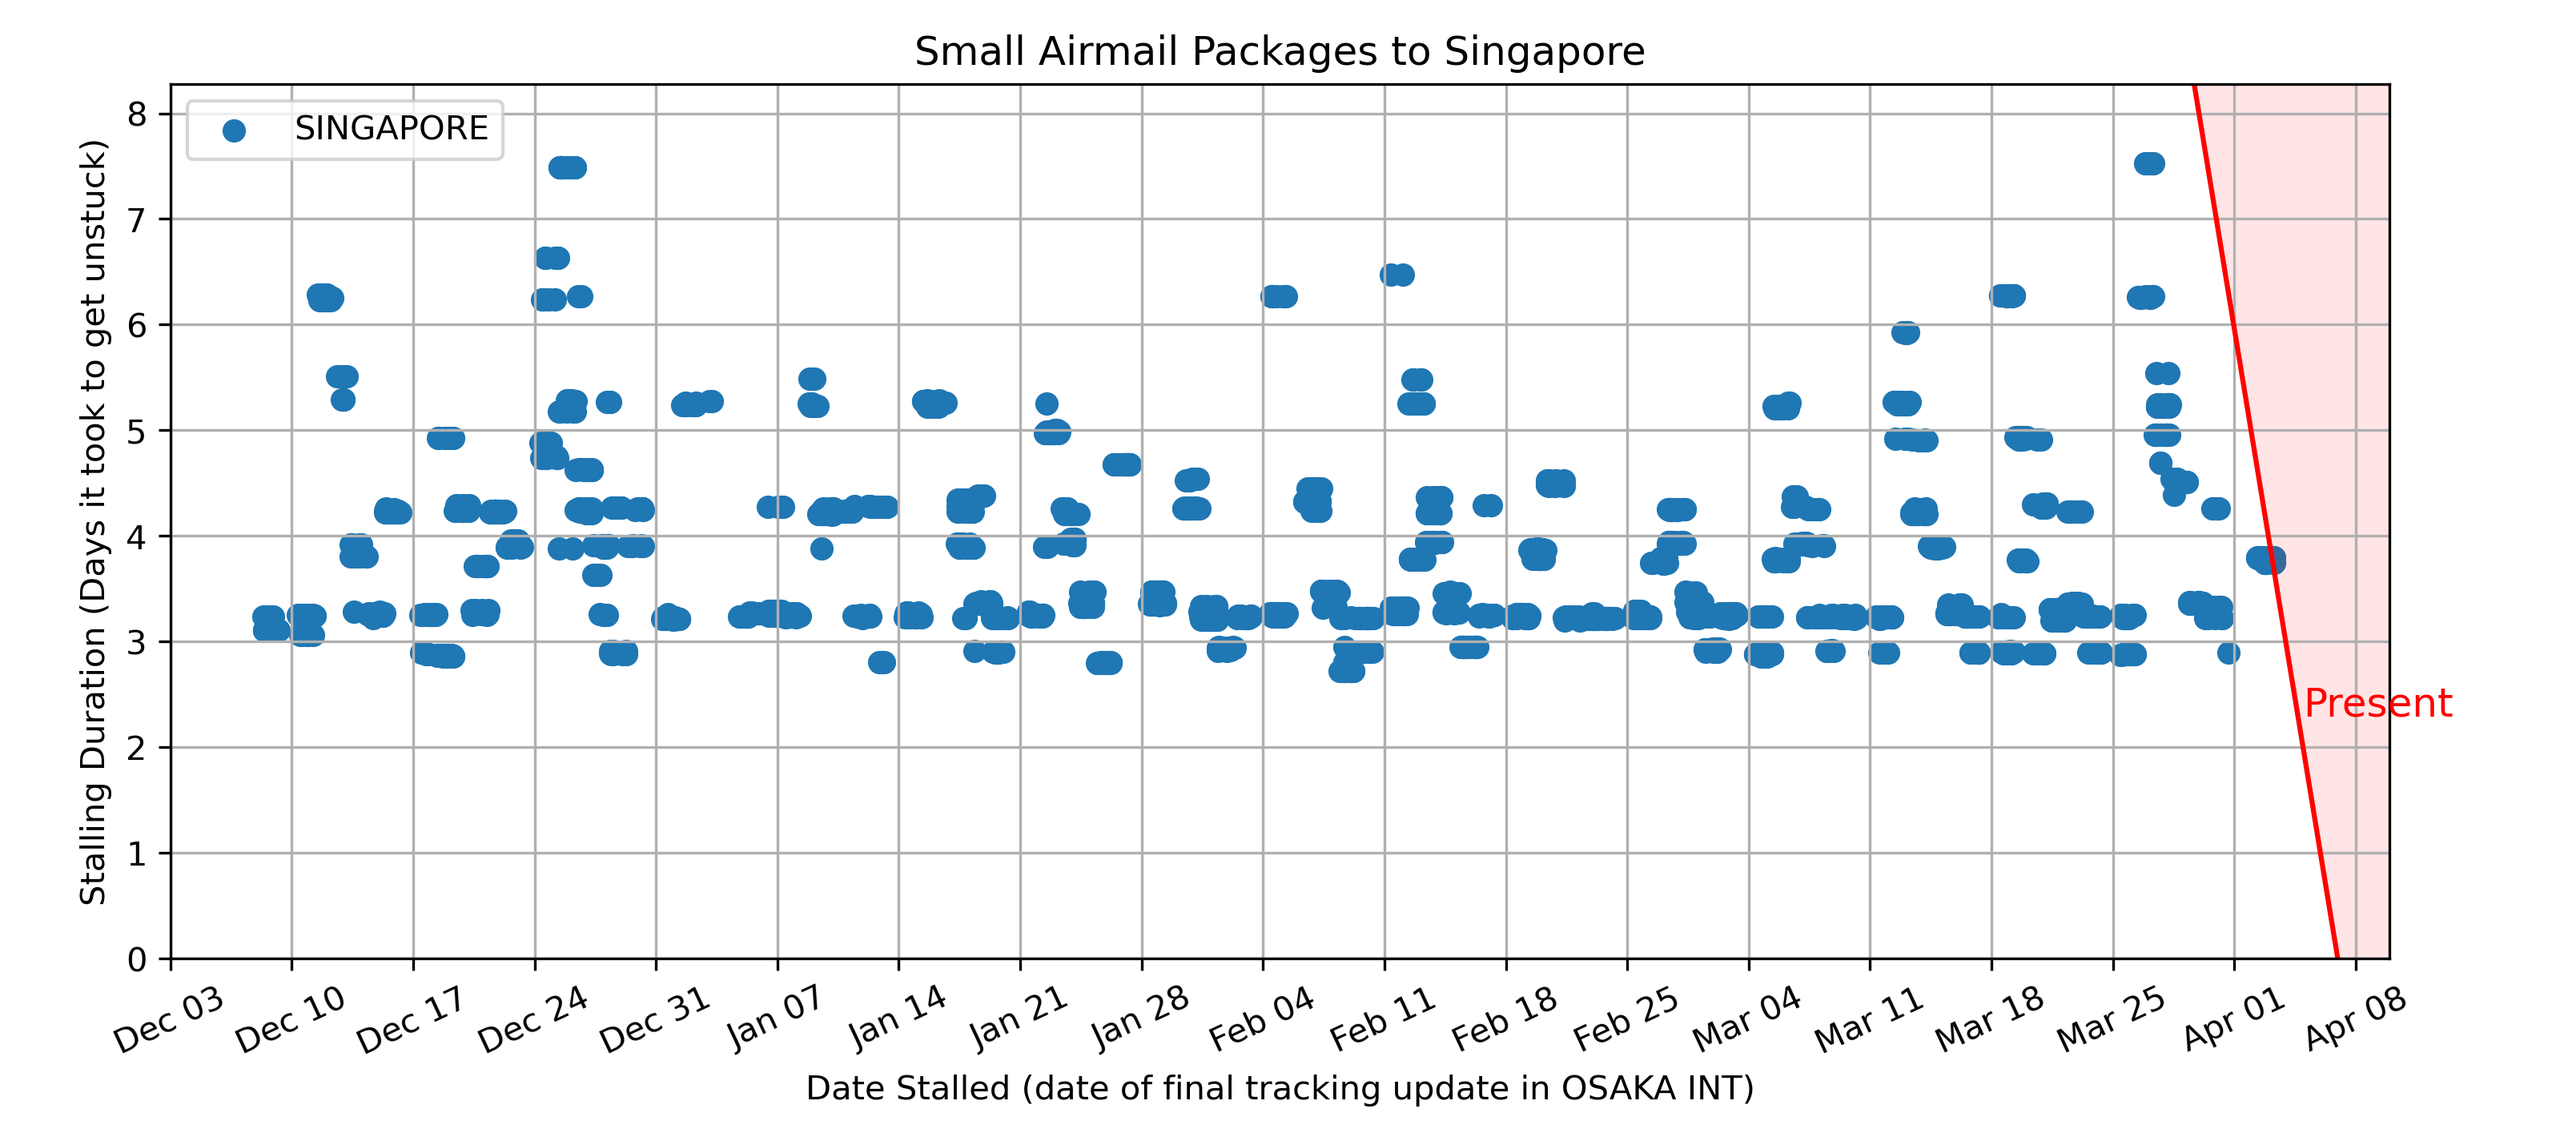 Small Airmail Packages to Singapore
SINGAPORE
Stalling Duration (Days it took to get unstuck)
8
7
6
5
4
3
2
1
0
Present
Dec 03
Dec 10
Dec 17
Dec 24
Dec 31
Jan 07
Jan 14
Jan 21
Jan 28
Feb 04
Feb 11
Feb 18
Feb 25
Mar 04
Mar 11
Mar 18
Mar 25
Apr 01
Apr 08
Date Stalled (date of final tracking update in OSAKA INT)